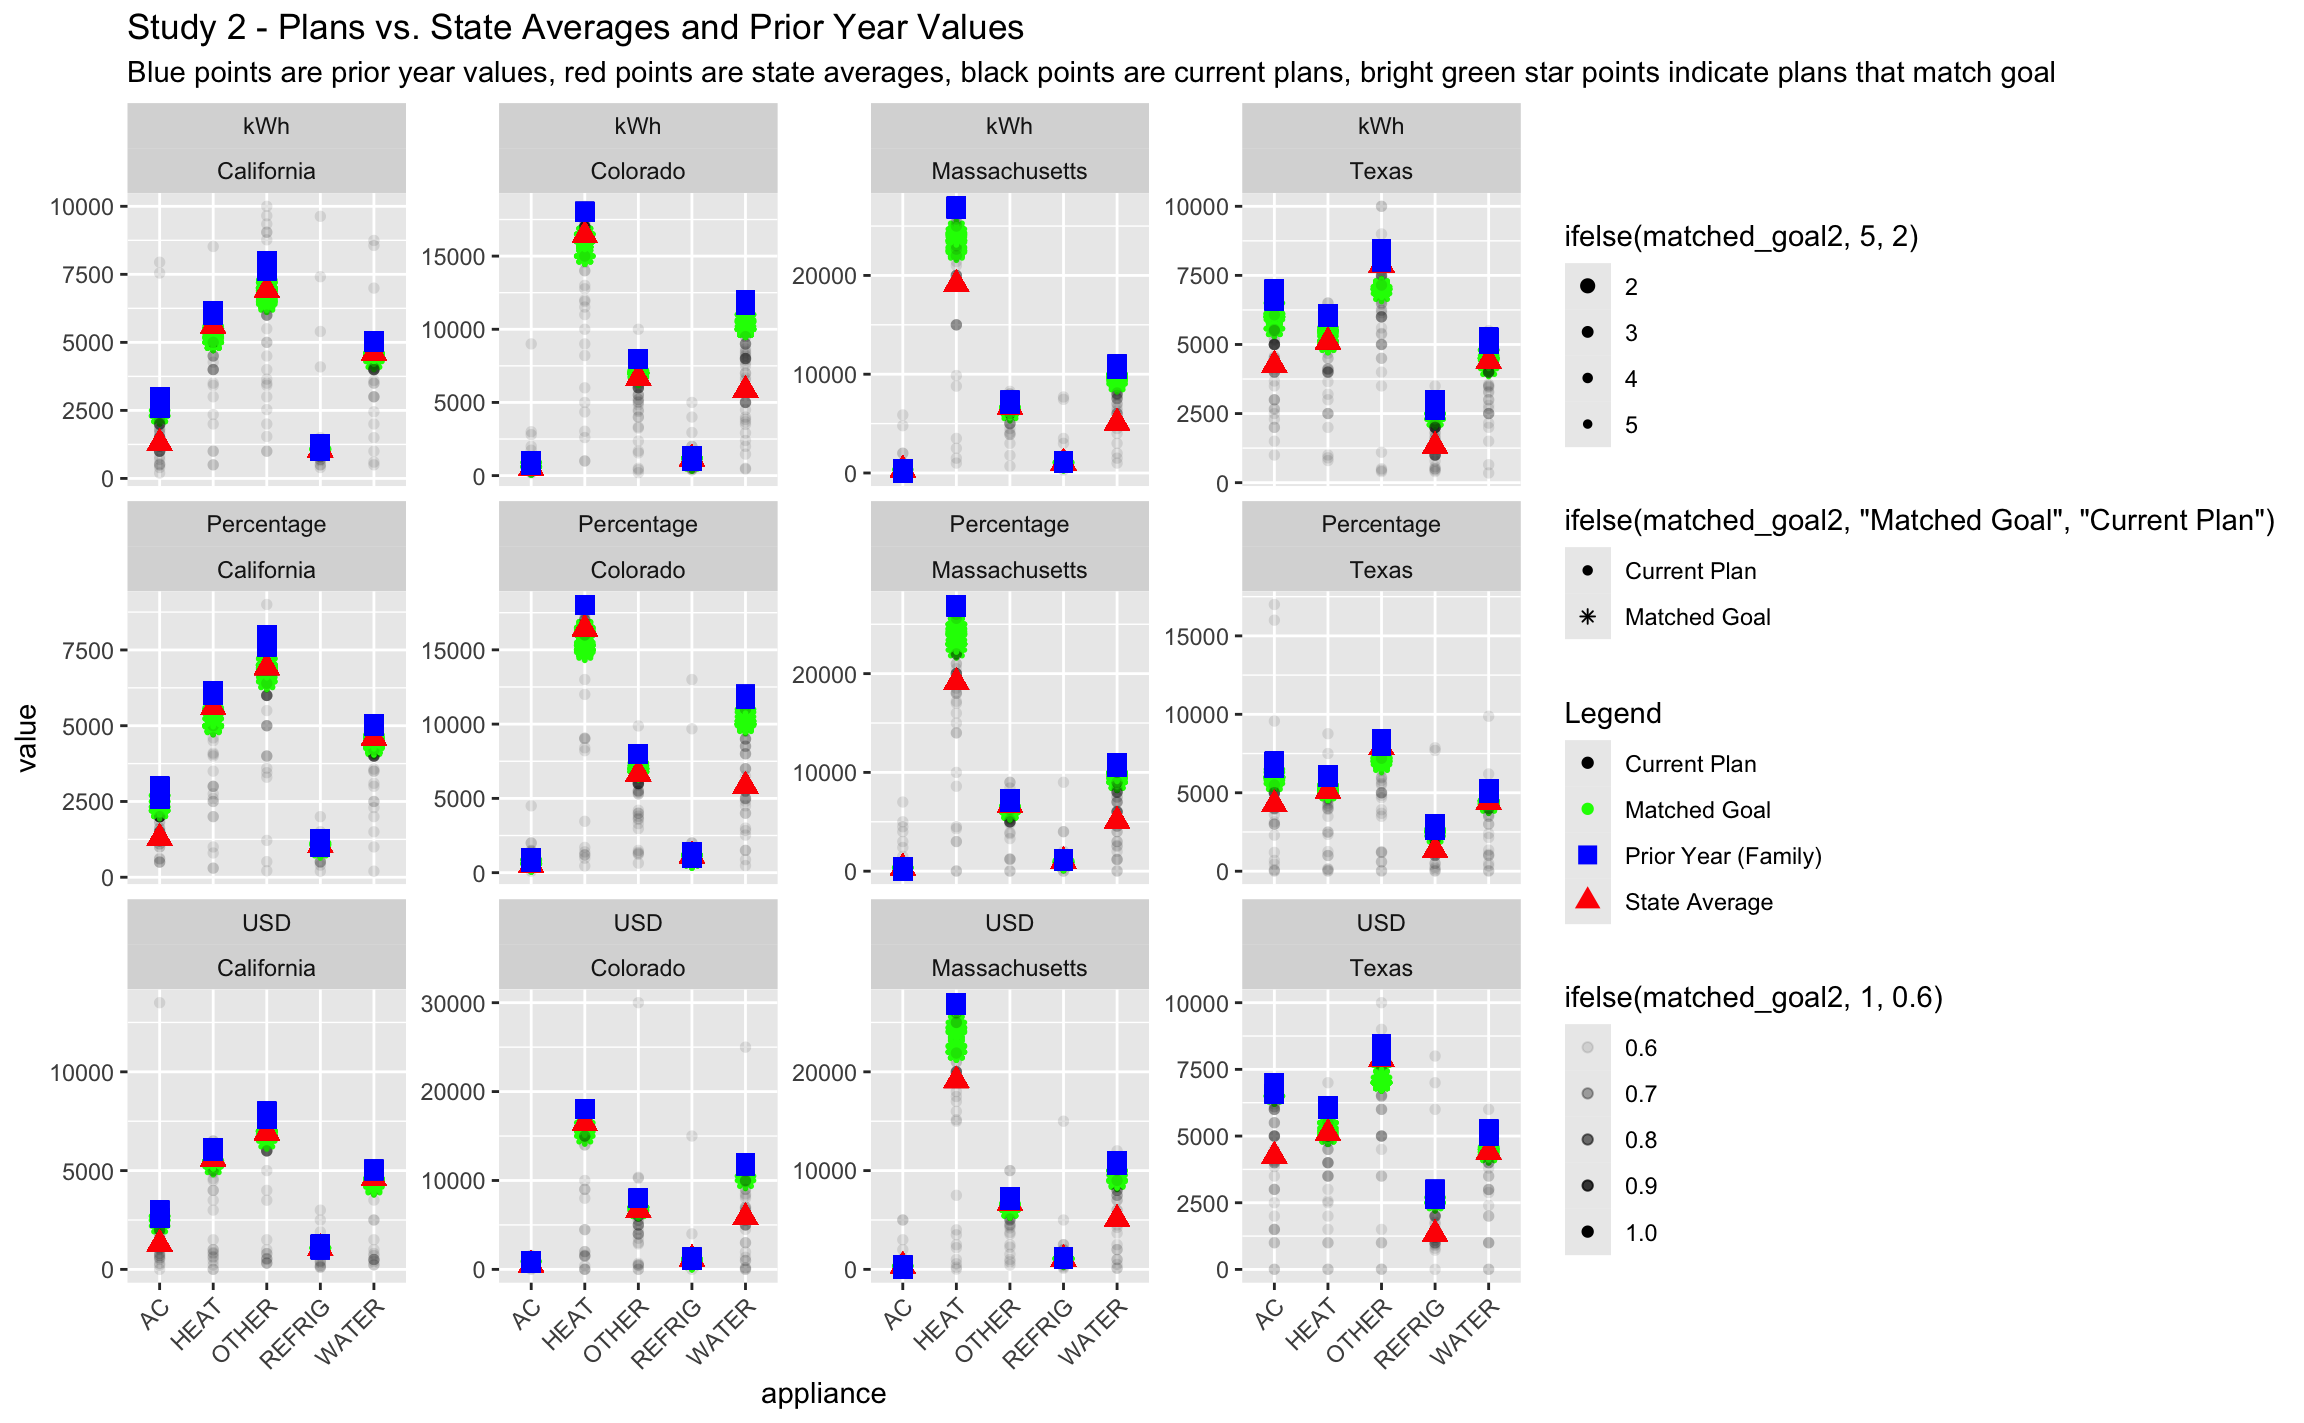 Study 2 - Plans vs. State Averages and Prior Year Values
Blue points are prior year values, red points are state averages, black points are current plans, bright green star points indicate plans that match goal
kWh
California
kWh
Colorado
kWh
Massachusetts
kWh
Texas
10000
7500
5000
2500
0
15000
10000
5000
0
20000
10000
0
10000
7500
5000
2500
0
Percentage
California
Percentage
Colorado
Percentage
Massachusetts
Percentage
Texas
7500
5000
2500
0
15000
10000
5000
0
20000
10000
0
15000
10000
5000
0
USD
California
USD
Colorado
USD
Massachusetts
USD
Texas
10000
5000
0
30000
20000
10000
0
20000
10000
0
10000
7500
5000
2500
0
AC
HEAT
OTHER
REFRIG
WATER
AC
HEAT
OTHER
REFRIG
WATER
AC
HEAT
OTHER
REFRIG
WATER
AC
HEAT
OTHER
REFRIG
WATER
value
appliance
ifelse(matched_goal2, 5, 2)
2
3
4
5
ifelse(matched_goal2, "Matched Goal", "Current Plan")
Current Plan
Matched Goal
Legend
Current Plan
Matched Goal
Prior Year (Family)
State Average
ifelse(matched_goal2, 1, 0.6)
0.6
0.7
0.8
0.9
1.0